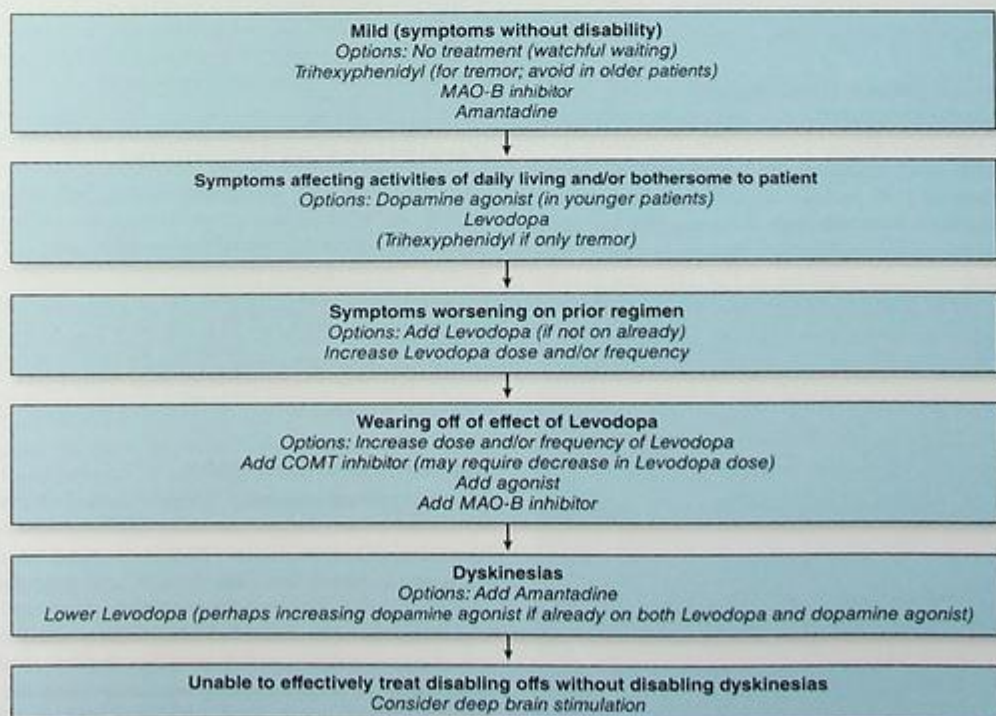 Mild (symptoms without disability)
Options: No treatment (watchful waiting)
Trihexyphenidyl (for tremor; avoid in older patients)
MAO-B inhibitor
Amantadine
Symptoms affecting activities of daily living and/or bothersome to patient
Options: Dopamine agonist (in younger patients)
Levodopa
(Trihexyphenidyl if only tremor)
Symptoms worsening on prior regimen
Options: Add Levodopa (if not on already)
Increase Levodopa dose and/or frequency
Wearing off of effect of Levodopa
Options: Increase dose and/or frequency of Levodopa
Add COMT inhibitor (may require decrease in Levodopa dose)
Add agonist
Add MAO-B inhibitor
Dyskinesias
Options: Add Amantadine
Lower Levodopa (perhaps increasing dopamine agonist if already on both Levodopa and dopamine agonist)
Unable to effectively treat disabling offs without disabling dyskinesias
Consider deep brain stimulation